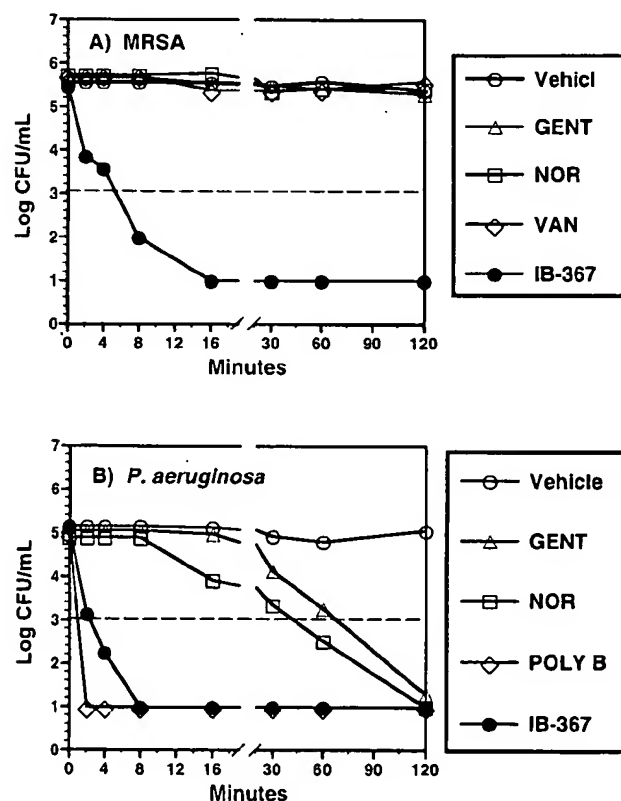 A) MRSA
Log CFU/mL
7
6
5
4
3
2
1
0
0 4 8 12 16 30 60 90 120
Minutes
Vehicl
GENT
NOR
VAN
IB-367
B) P. aeruginosa
Log CFU/mL
7
6
5
4
3
2
1
0
0 4 8 12 16 30 60 90 120
Minutes
Vehicle
GENT
NOR
POLY B
IB-367